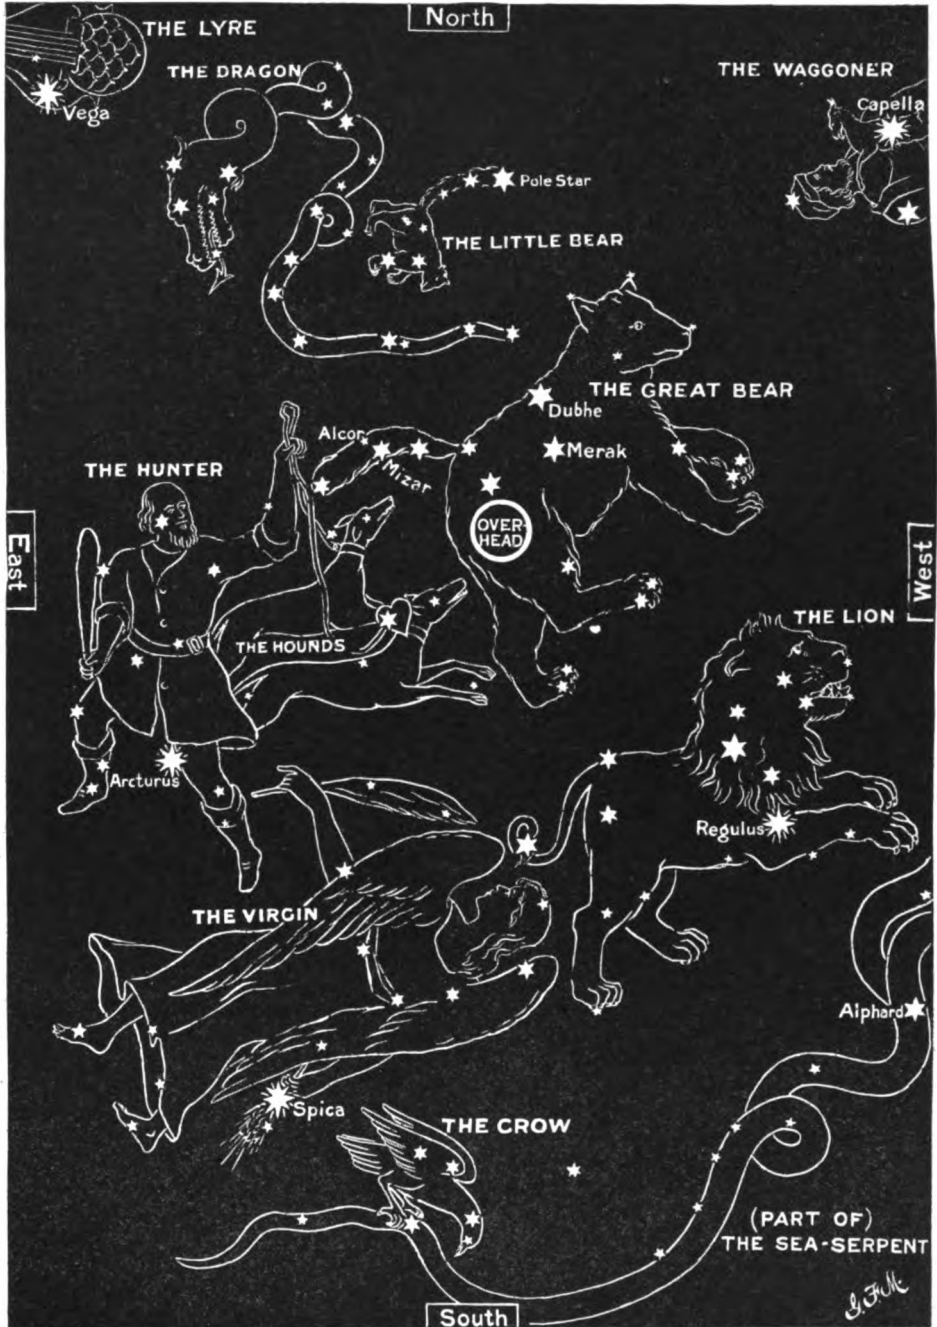 North
THE LYRE
Vega
THE DRAGON
THE WAGGONER
Capella
Pole Star
THE LITTLE BEAR
THE GREAT BEAR
Dubhe
Alcor
Mizar
Merak
THE HUNTER
OVER-
HEAD
East
West
THE HOUNDS
THE LION
Arcturus
Regulus
THE VIRGIN
Alphard
Spica
THE CROW
(PART OF)
THE SEA-SERPENT
G.F.M.
South